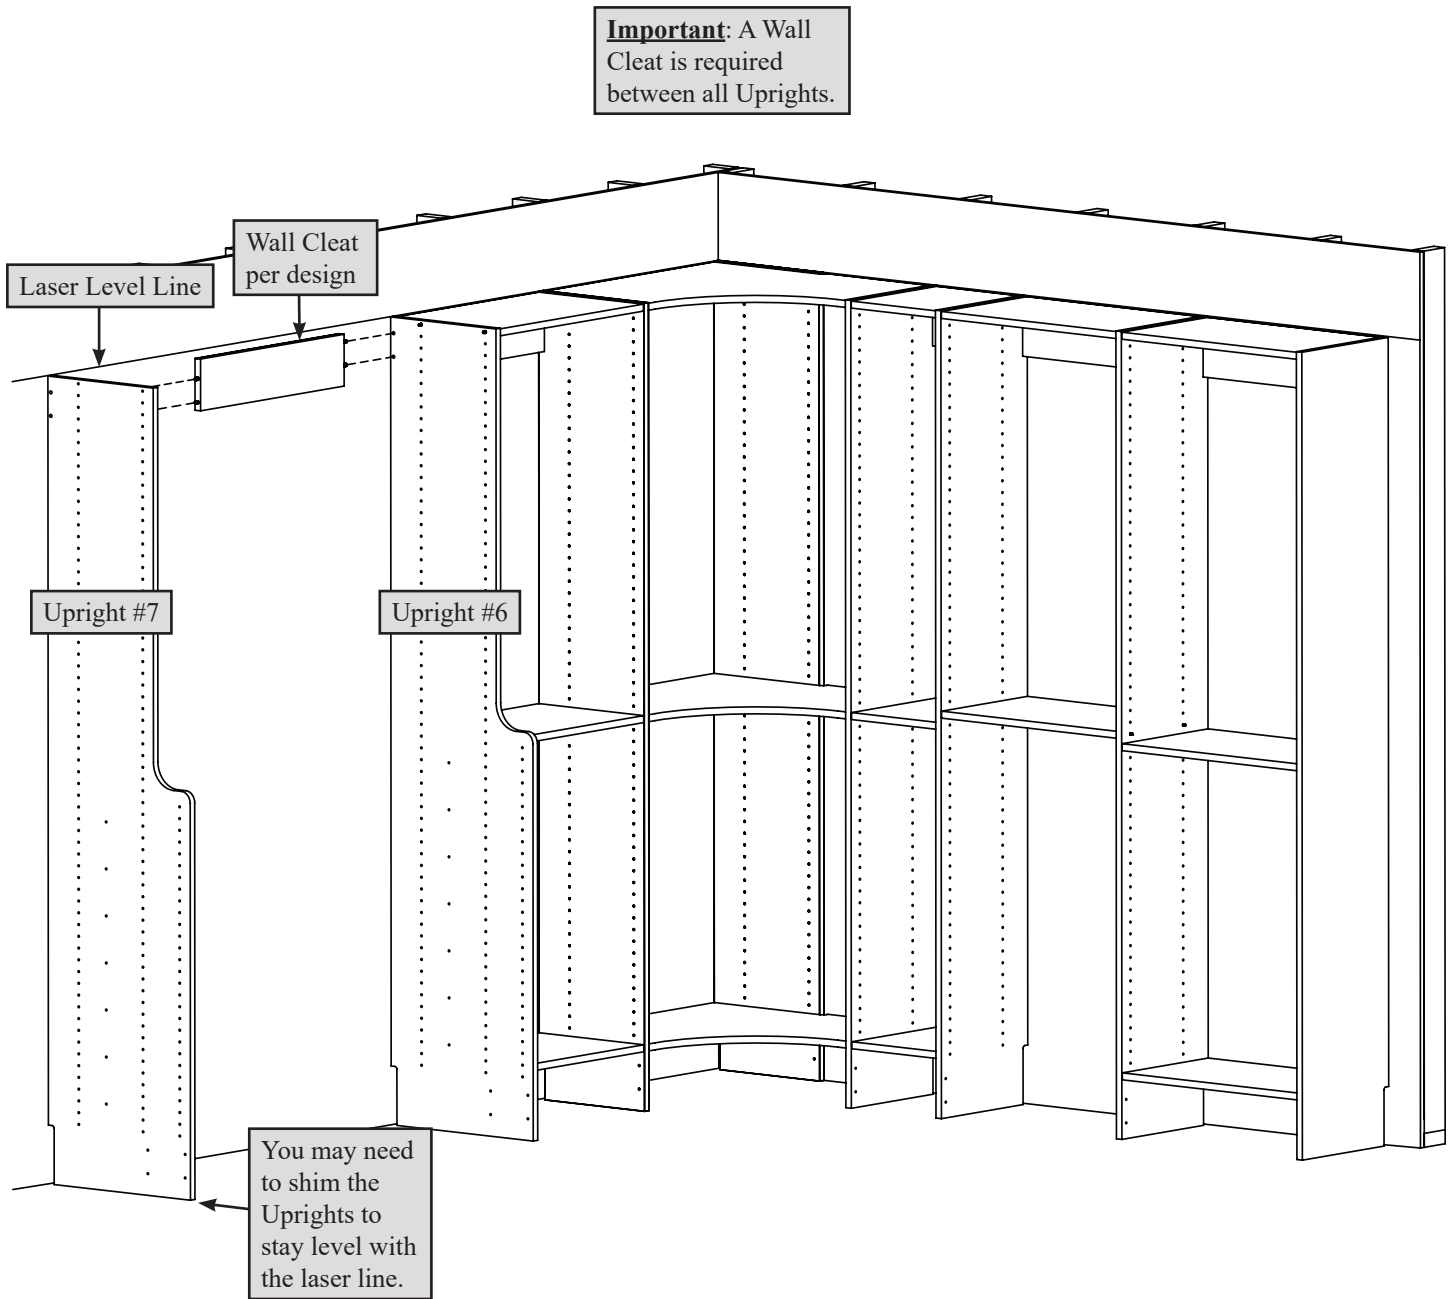 Important: A Wall
Cleat is required
between all Uprights.
Wall Cleat
per design
Laser Level Line
Upright #7
Upright #6
You may need
to shim the
Uprights to
stay level with
the laser line.